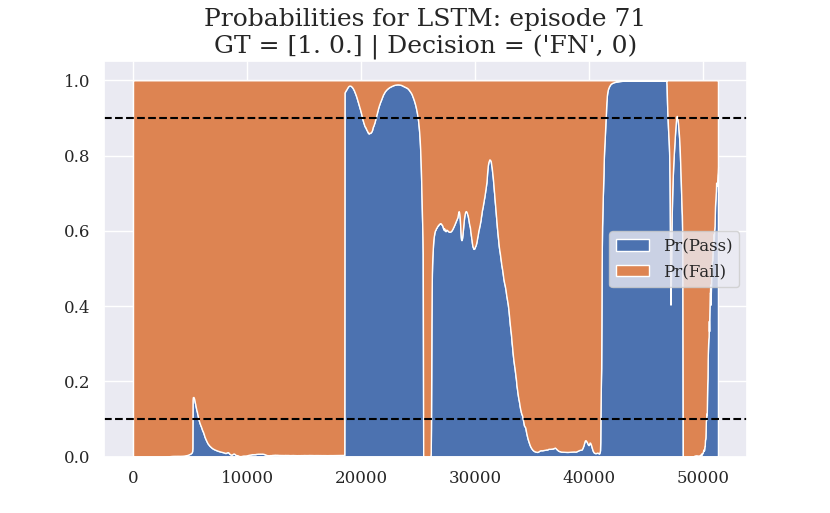 Probabilities for LSTM: episode 71
GT = [1. 0.] | Decision = ('FN', 0)
1.0
0.8
0.6
0.4
0.2
0.0
Pr(Pass)
Pr(Fail)
0 10000 20000 30000 40000 50000